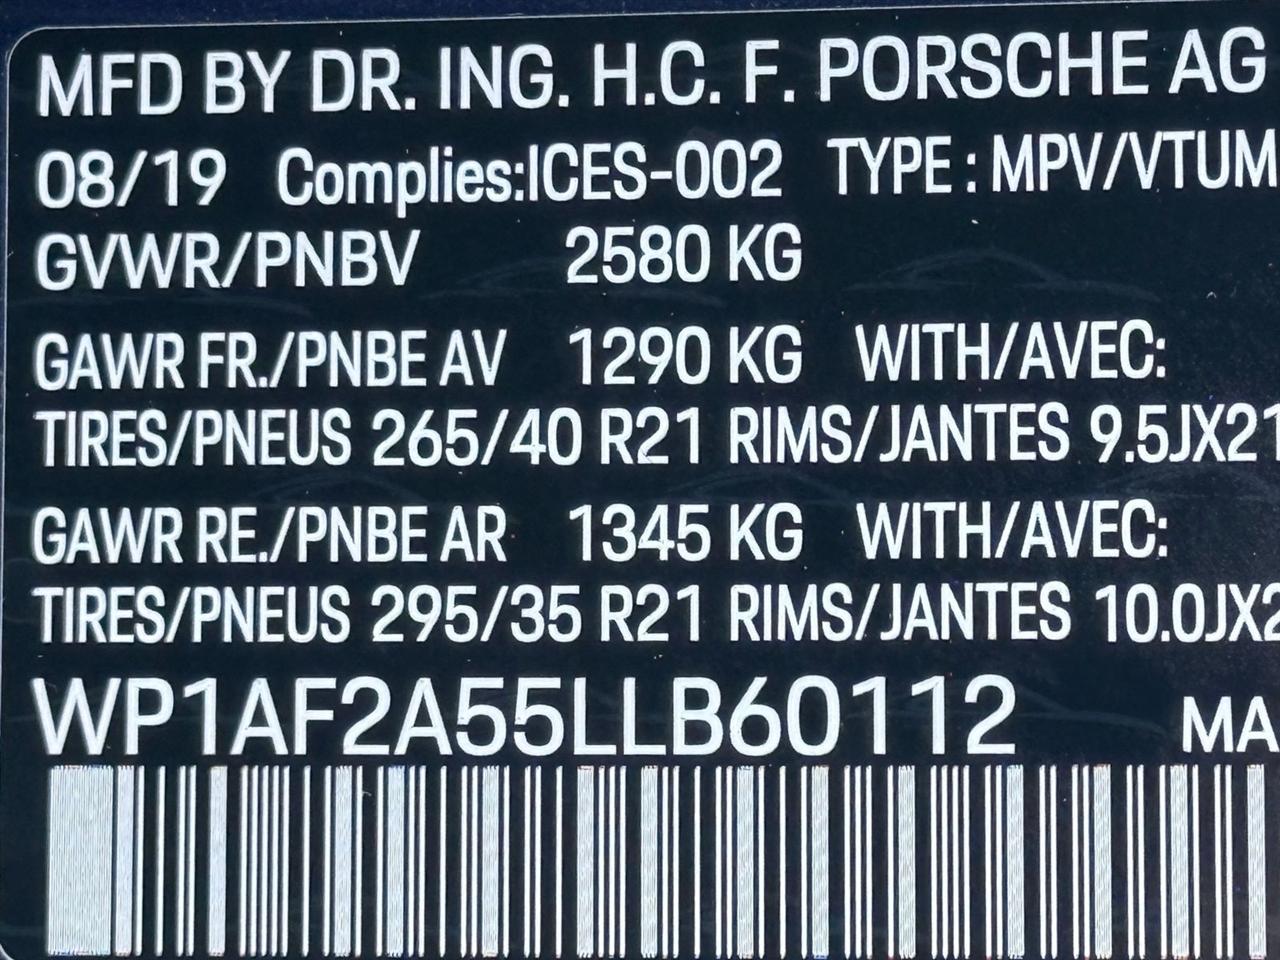 MFD BY DR. ING. H.C. F. PORSCHE AG
08/19 Complies:ICES-002 TYPE : MPV/VTUM
GVWR/PNBV 2580 KG
GAWR FR./PNBE AV 1290 KG WITH/AVEC:
TIRES/PNEUS 265/40 R21 RIMS/JANTES 9.5JX21
GAWR RE./PNBE AR 1345 KG WITH/AVEC:
TIRES/PNEUS 295/35 R21 RIMS/JANTES 10.0JX2
WP1AF2A55LLB60112 MA